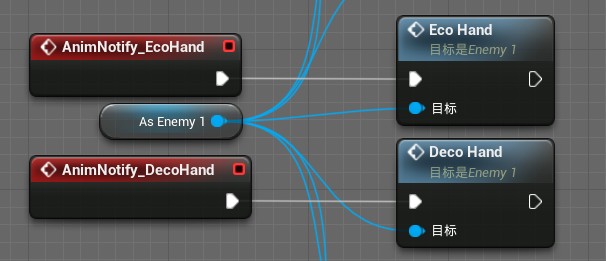 AnimNotify_EcoHand
As Enemy 1
AnimNotify_DecoHand
Eco Hand
目标是Enemy 1
目标
Deco Hand
目标是Enemy 1
目标